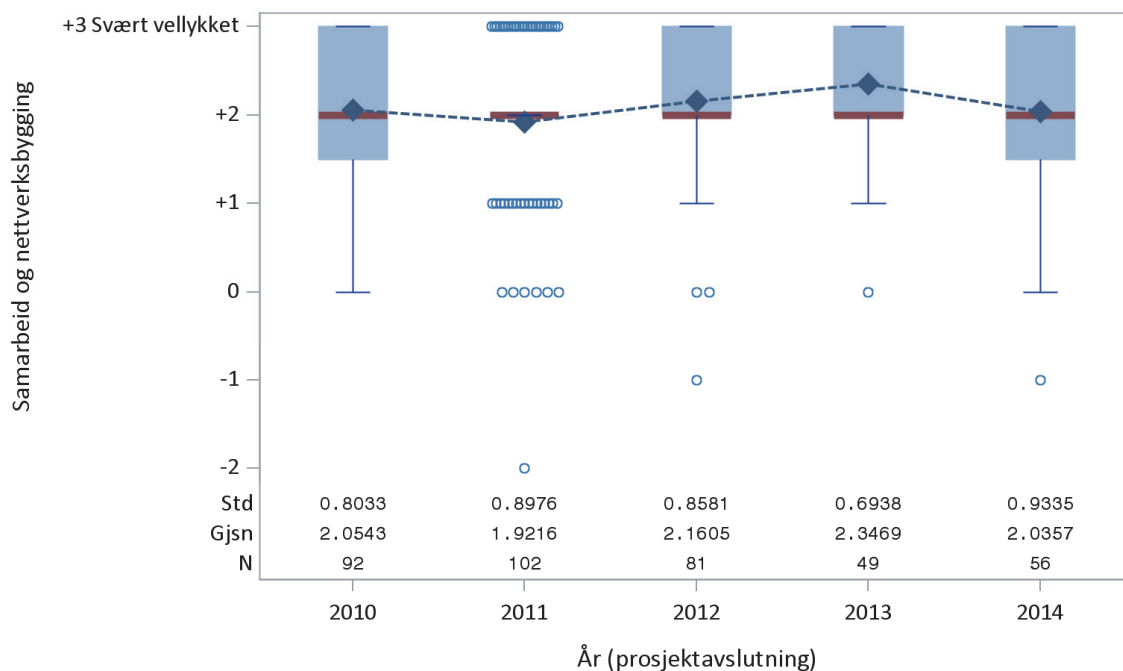 Samarbeid og nettverksbygging
+3 Svært vellykket
+2
+1
0
-1
-2
Std 0.8033 0.8976 0.8581 0.6938 0.9335
Gjsn 2.0543 1.9216 2.1605 2.3469 2.0357
N 92 102 81 49 56
2010 2011 2012 2013 2014
År (prosjektavslutning)